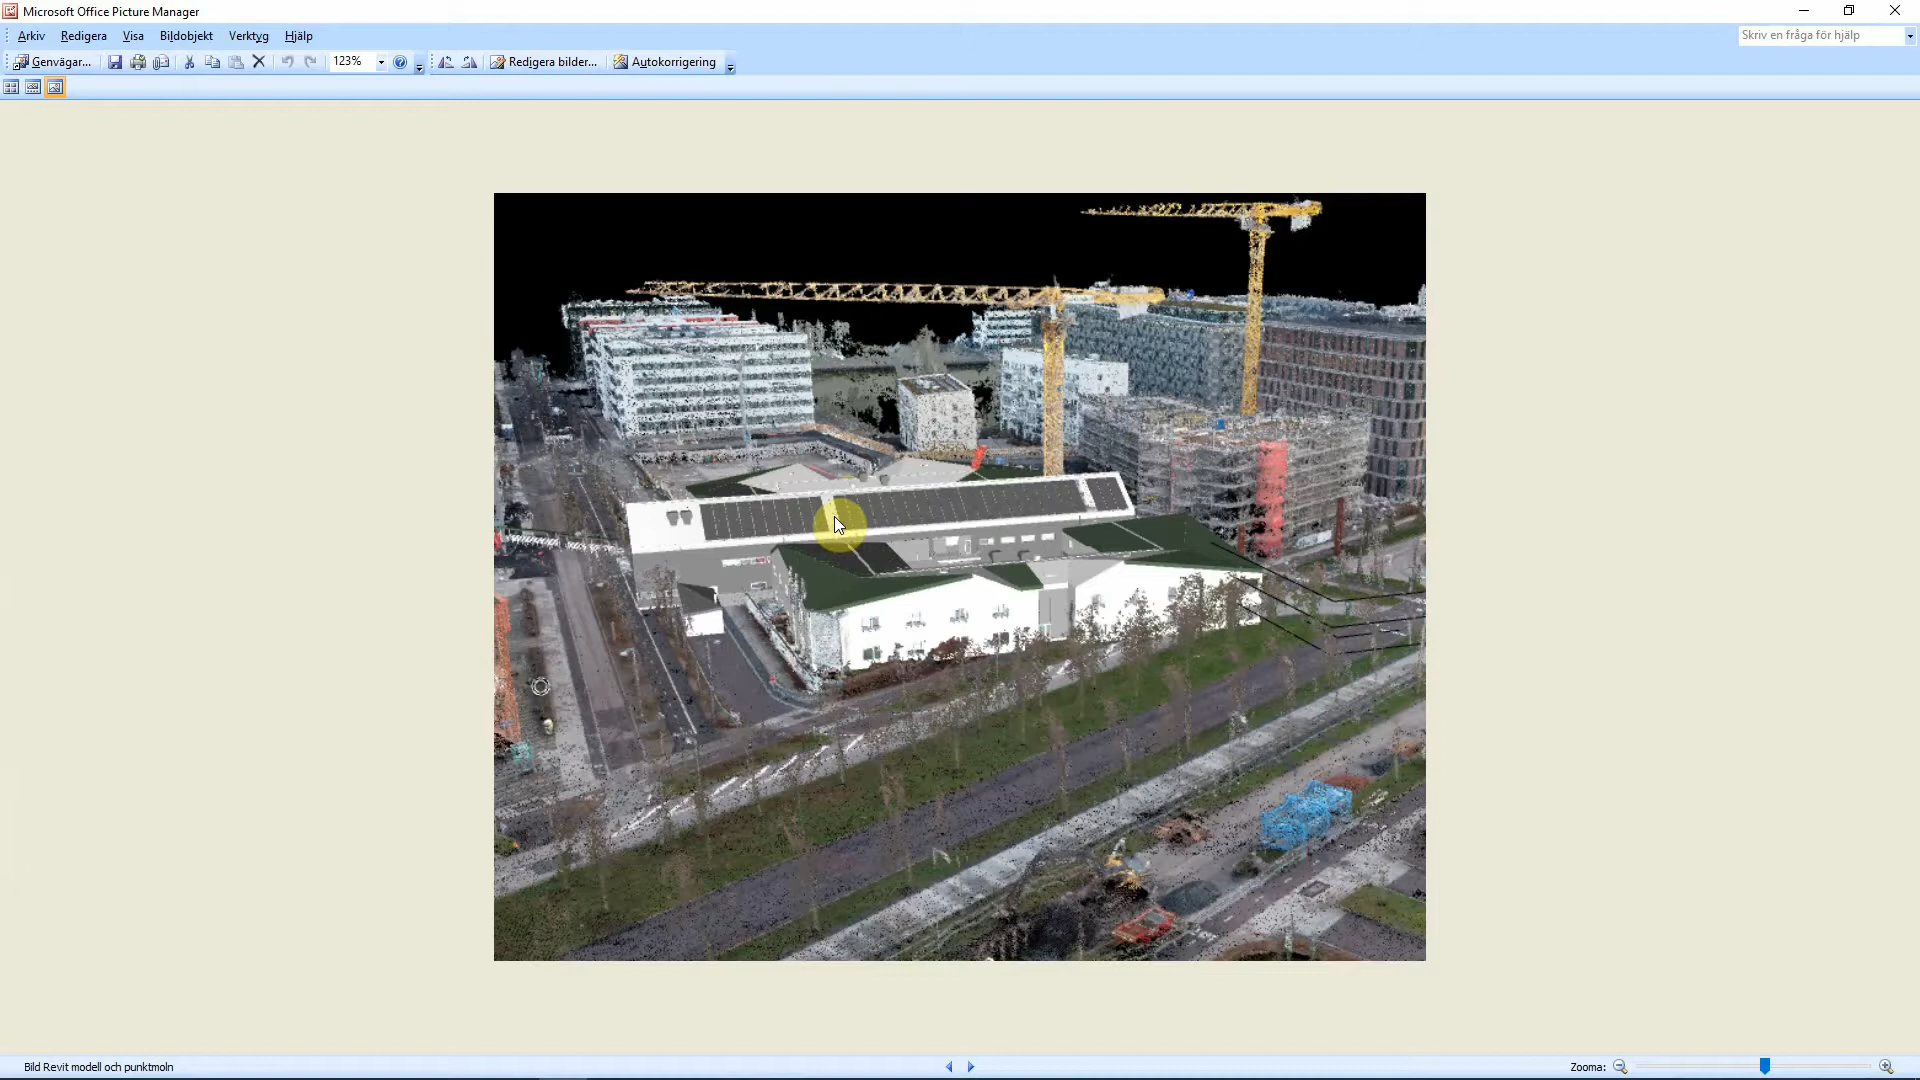 Microsoft Office Picture Manager
Arkiv Redigera Visa Bildobjekt Verktyg Hjälp
Skriv en fråga för hjälp
Genvägar... 123% Redigera bilder... Autokorrigering
Bild Revit modell och punktmoln
Zooma: